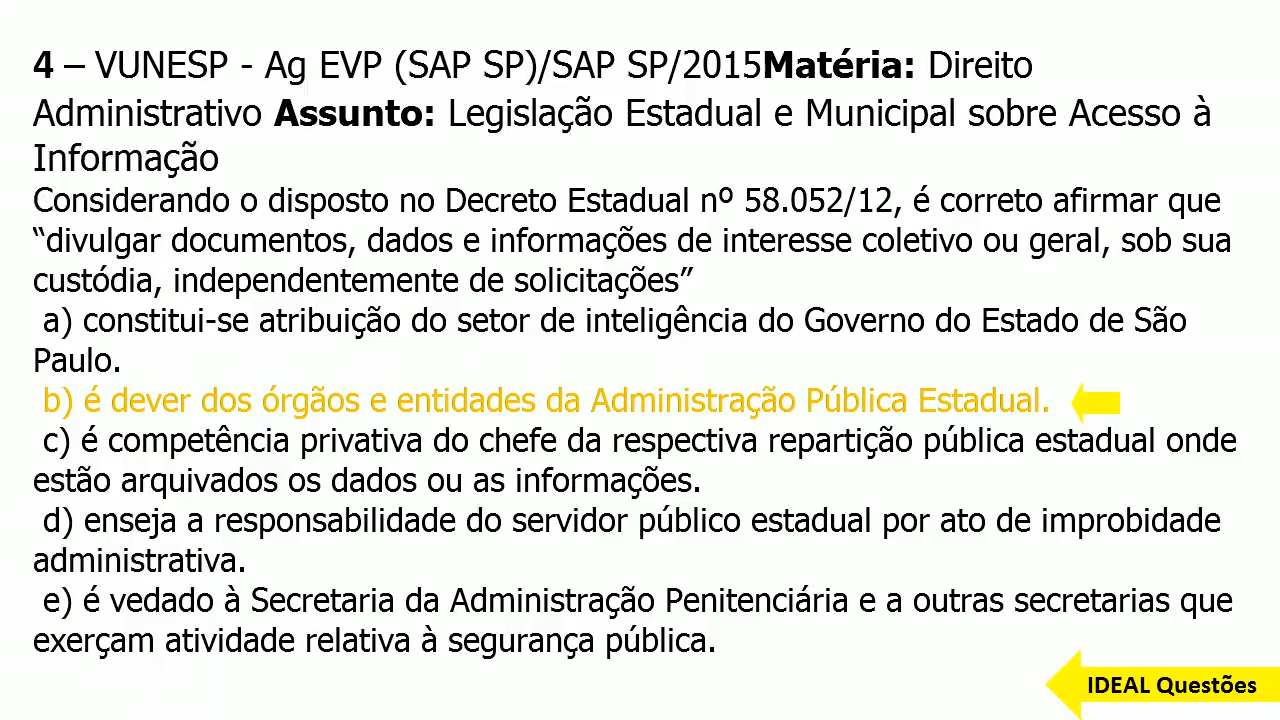 4 – VUNESP - Ag EVP (SAP SP)/SAP SP/2015Matéria: Direito
Administrativo Assunto: Legislação Estadual e Municipal sobre Acesso à
Informação
Considerando o disposto no Decreto Estadual nº 58.052/12, é correto afirmar que
“divulgar documentos, dados e informações de interesse coletivo ou geral, sob sua
custódia, independentemente de solicitações”
a) constitui-se atribuição do setor de inteligência do Governo do Estado de São
Paulo.
b) é dever dos órgãos e entidades da Administração Pública Estadual.
c) é competência privativa do chefe da respectiva repartição pública estadual onde
estão arquivados os dados ou as informações.
d) enseja a responsabilidade do servidor público estadual por ato de improbidade
administrativa.
e) é vedado à Secretaria da Administração Penitenciária e a outras secretarias que
exerçam atividade relativa à segurança pública.
IDEAL Questões